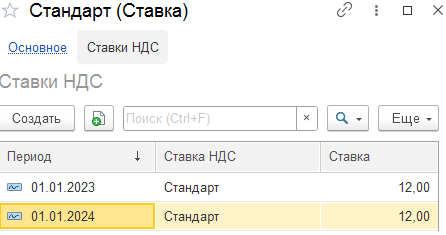 Стандарт (Ставка)
Основное Ставки НДС
Ставки НДС
Создать Поиск (Ctrl+F) × Еще
Период ↓ Ставка НДС Ставка
01.01.2023 Стандарт 12,00
01.01.2024 Стандарт 12,00